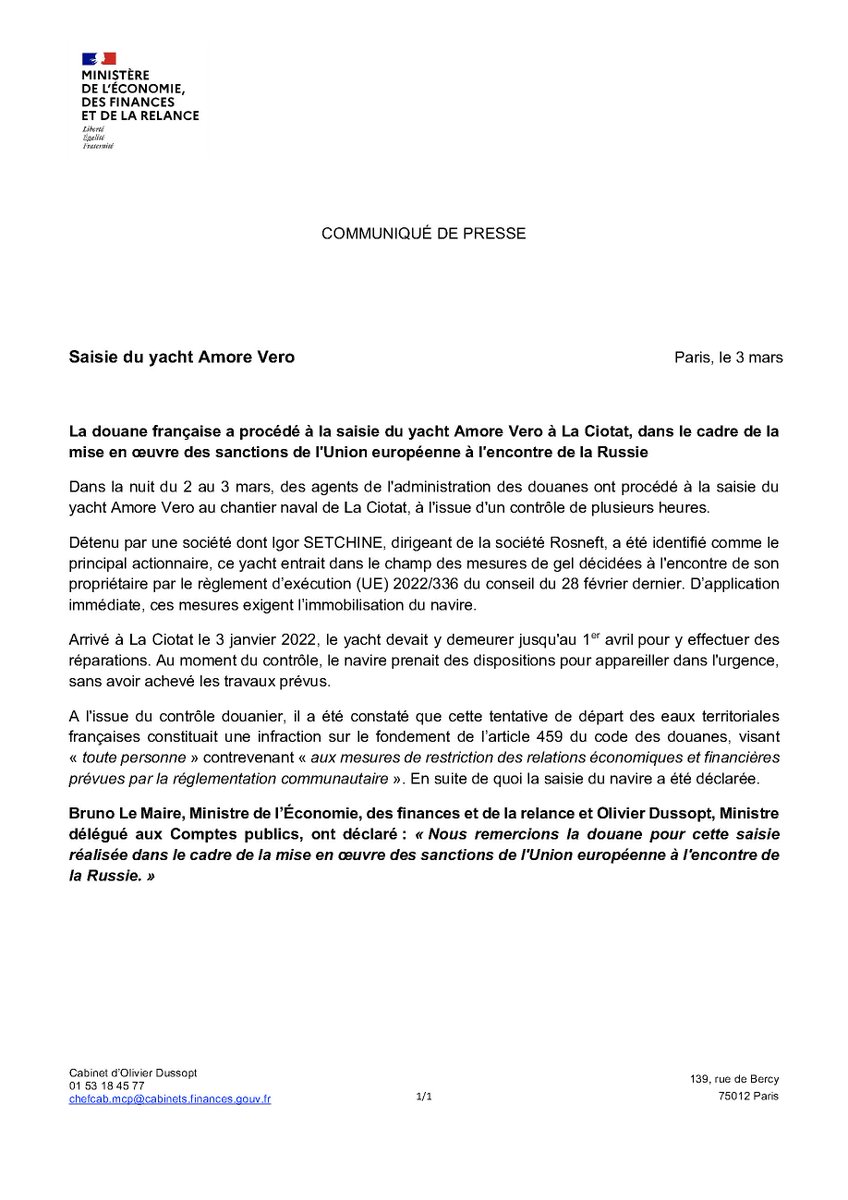 MINISTÈRE
DE L'ÉCONOMIE,
DES FINANCES
ET DE LA RELANCE
Liberté
Égalité
Fraternité
COMMUNIQUÉ DE PRESSE
Saisie du yacht Amore Vero
Paris, le 3 mars
La douane française a procédé à la saisie du yacht Amore Vero à La Ciotat, dans le cadre de la
mise en œuvre des sanctions de l'Union européenne à l'encontre de la Russie
Dans la nuit du 2 au 3 mars, des agents de l'administration des douanes ont procédé à la saisie du
yacht Amore Vero au chantier naval de La Ciotat, à l'issue d'un contrôle de plusieurs heures.
Détenu par une société dont Igor SETCHINE, dirigeant de la société Rosneft, a été identifié comme le
principal actionnaire, ce yacht entrait dans le champ des mesures de gel décidées à l'encontre de son
propriétaire par le règlement d’exécution (UE) 2022/336 du conseil du 28 février dernier. D’application
immédiate, ces mesures exigent l’immobilisation du navire.
Arrivé à La Ciotat le 3 janvier 2022, le yacht devait y demeurer jusqu'au 1er avril pour y effectuer des
réparations. Au moment du contrôle, le navire prenait des dispositions pour appareiller dans l'urgence,
sans avoir achevé les travaux prévus.
A l'issue du contrôle douanier, il a été constaté que cette tentative de départ des eaux territoriales
françaises constituait une infraction sur le fondement de l’article 459 du code des douanes, visant
« toute personne » contrevenant « aux mesures de restriction des relations économiques et financières
prévues par la réglementation communautaire ». En suite de quoi la saisie du navire a été déclarée.
Bruno Le Maire, Ministre de l’Économie, des finances et de la relance et Olivier Dussopt, Ministre
délégué aux Comptes publics, ont déclaré : « Nous remercions la douane pour cette saisie
réalisée dans le cadre de la mise en œuvre des sanctions de l'Union européenne à l'encontre de
la Russie. »
Cabinet d’Olivier Dussopt
01 53 18 45 77
chefcab.mcp@cabinets.finances.gouv.fr
1/1
139, rue de Bercy
75012 Paris